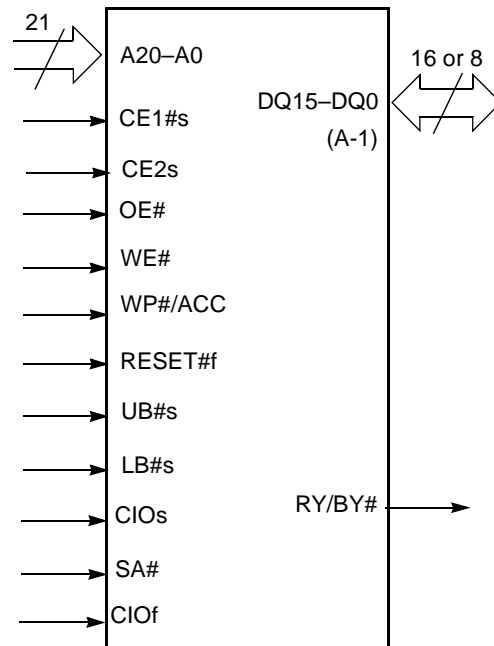 21
A20–A0
16 or 8
DQ15–DQ0
(A-1)
CE1#s
CE2s
OE#
WE#
WP#/ACC
RESET#f
UB#s
LB#s
CIOs
RY/BY#
SA#
CIOf